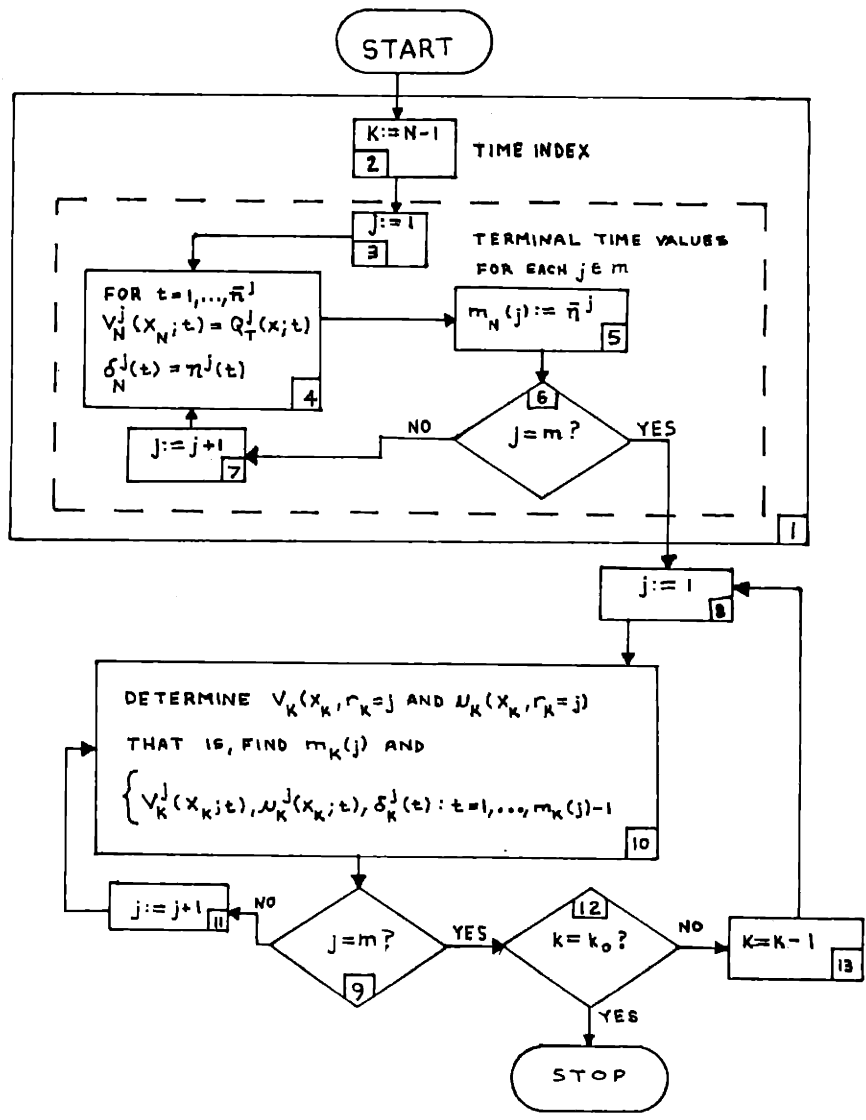 START
K:=N-1
2
TIME INDEX
j:=1
3
TERMINAL TIME VALUES
FOR EACH j ∈ m
FOR t=1,...,n̄^j
V_N^j(x_N;t)=Q_T^j(x;t)
δ_N^j(t)=η^j(t)
4
m_N(j):=n̄^j
5
6
j=m?
NO
YES
j:=j+1
7
1
j:=1
8
DETERMINE V_K(x_K,r_K=j AND u_K(x_K,r_K=j)
THAT IS, FIND m_K(j) AND
{V_K^j(x_K;t),u_K^j(x_K;t),δ_K^j(t):t=1,...,m_K(j)-1
10
j:=j+1
11
NO
j=m?
9
YES
12
k=k₀?
NO
K=K-1
13
YES
STOP